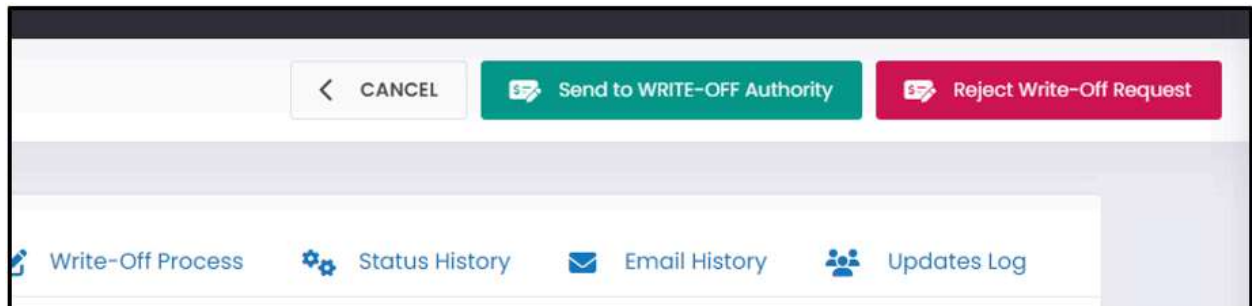 CANCEL Send to WRITE-OFF Authority Reject Write-Off Request
Write-Off Process Status History Email History Updates Log